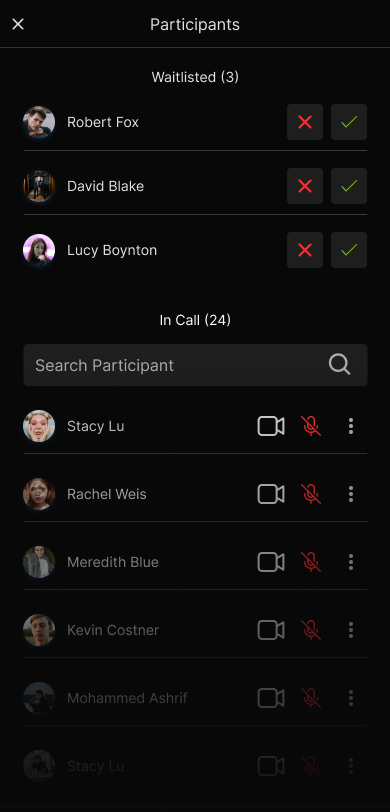 Participants
Waitlisted (3)
Robert Fox
David Blake
Lucy Boynton
In Call (24)
Search Participant
Stacy Lu
Rachel Weis
Meredith Blue
Kevin Costner
Mohammed Ashrif
Stacy Lu